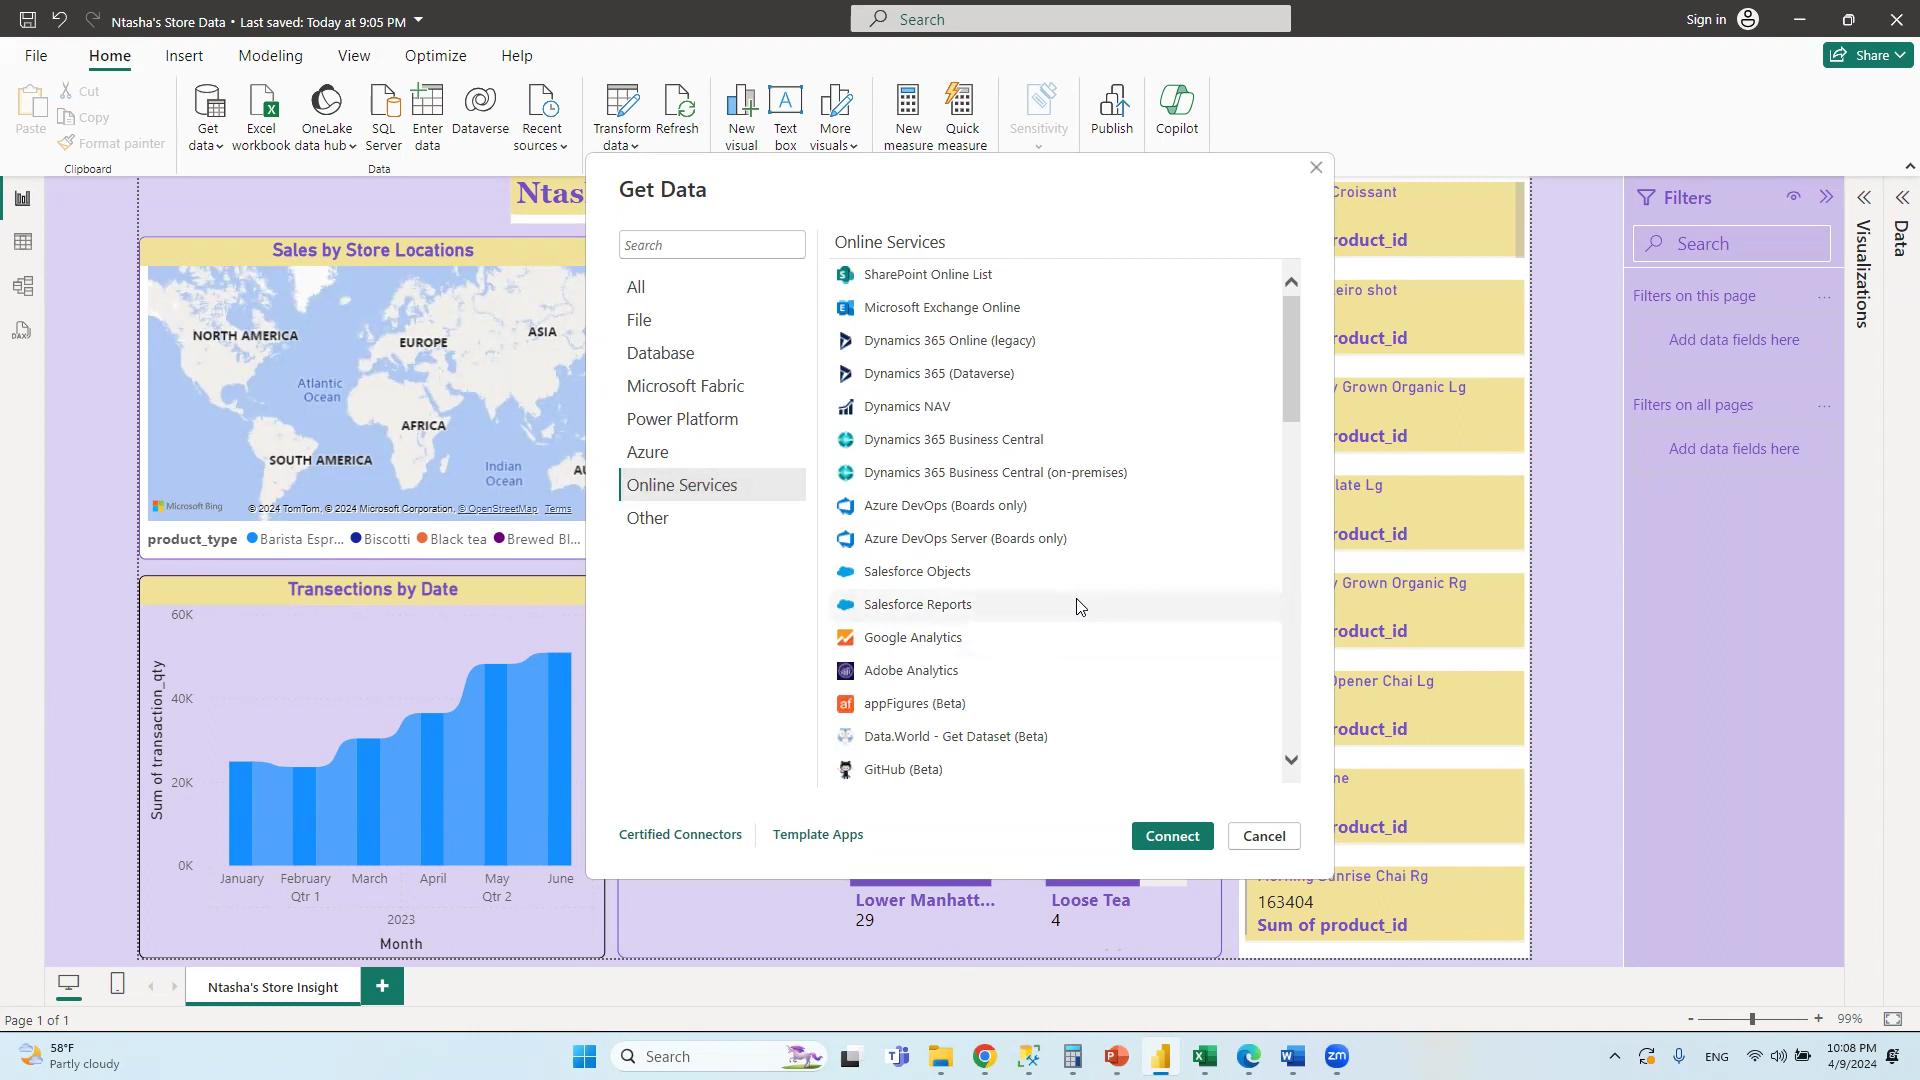 Ntasha's Store Data • Last saved: Today at 9:05 PM
Search
Sign in
File
Home
Insert
Modeling
View
Optimize
Help
Share
Paste
Cut
Copy
Format painter
Clipboard
Get data
Excel workbook
OneLake data hub
SQL Server
Enter data
Dataverse
Recent sources
Data
Transform data
Refresh
New visual
Text box
More visuals
New measure
Quick measure
Sensitivity
Publish
Copilot
Ntas
Sales by Store Locations
NORTH AMERICA
EUROPE
ASIA
Atlantic Ocean
AFRICA
SOUTH AMERICA
Indian Ocean
AU
Microsoft Bing
© 2024 TomTom, © 2024 Microsoft Corporation, © OpenStreetMap Terms
product_type
Barista Espr...
Biscotti
Black tea
Brewed Bl...
Transections by Date
Sum of transaction_qty
60K
40K
20K
0K
January
February
March
April
May
June
Qtr 1
Qtr 2
2023
Month
Get Data
Search
All
File
Database
Microsoft Fabric
Power Platform
Azure
Online Services
Other
Online Services
SharePoint Online List
Microsoft Exchange Online
Dynamics 365 Online (legacy)
Dynamics 365 (Dataverse)
Dynamics NAV
Dynamics 365 Business Central
Dynamics 365 Business Central (on-premises)
Azure DevOps (Boards only)
Azure DevOps Server (Boards only)
Salesforce Objects
Salesforce Reports
Google Analytics
Adobe Analytics
af appFigures (Beta)
Data.World - Get Dataset (Beta)
GitHub (Beta)
Certified Connectors
Template Apps
Connect
Cancel
Lower Manhatt...
29
Loose Tea
4
Croissant
roduct_id
eiro shot
roduct_id
y Grown Organic Lg
roduct_id
late Lg
roduct_id
y Grown Organic Rg
roduct_id
Opener Chai Lg
roduct_id
ne
roduct_id
Morning Sunrise Chai Rg
163404
Sum of product_id
Filters
Search
Filters on this page
...
Add data fields here
Filters on all pages
...
Add data fields here
Visualizations
Data
DAX
Ntasha's Store Insight
Page 1 of 1
99%
58°F
Partly cloudy
Search
zm
ENG
10:08 PM
4/9/2024